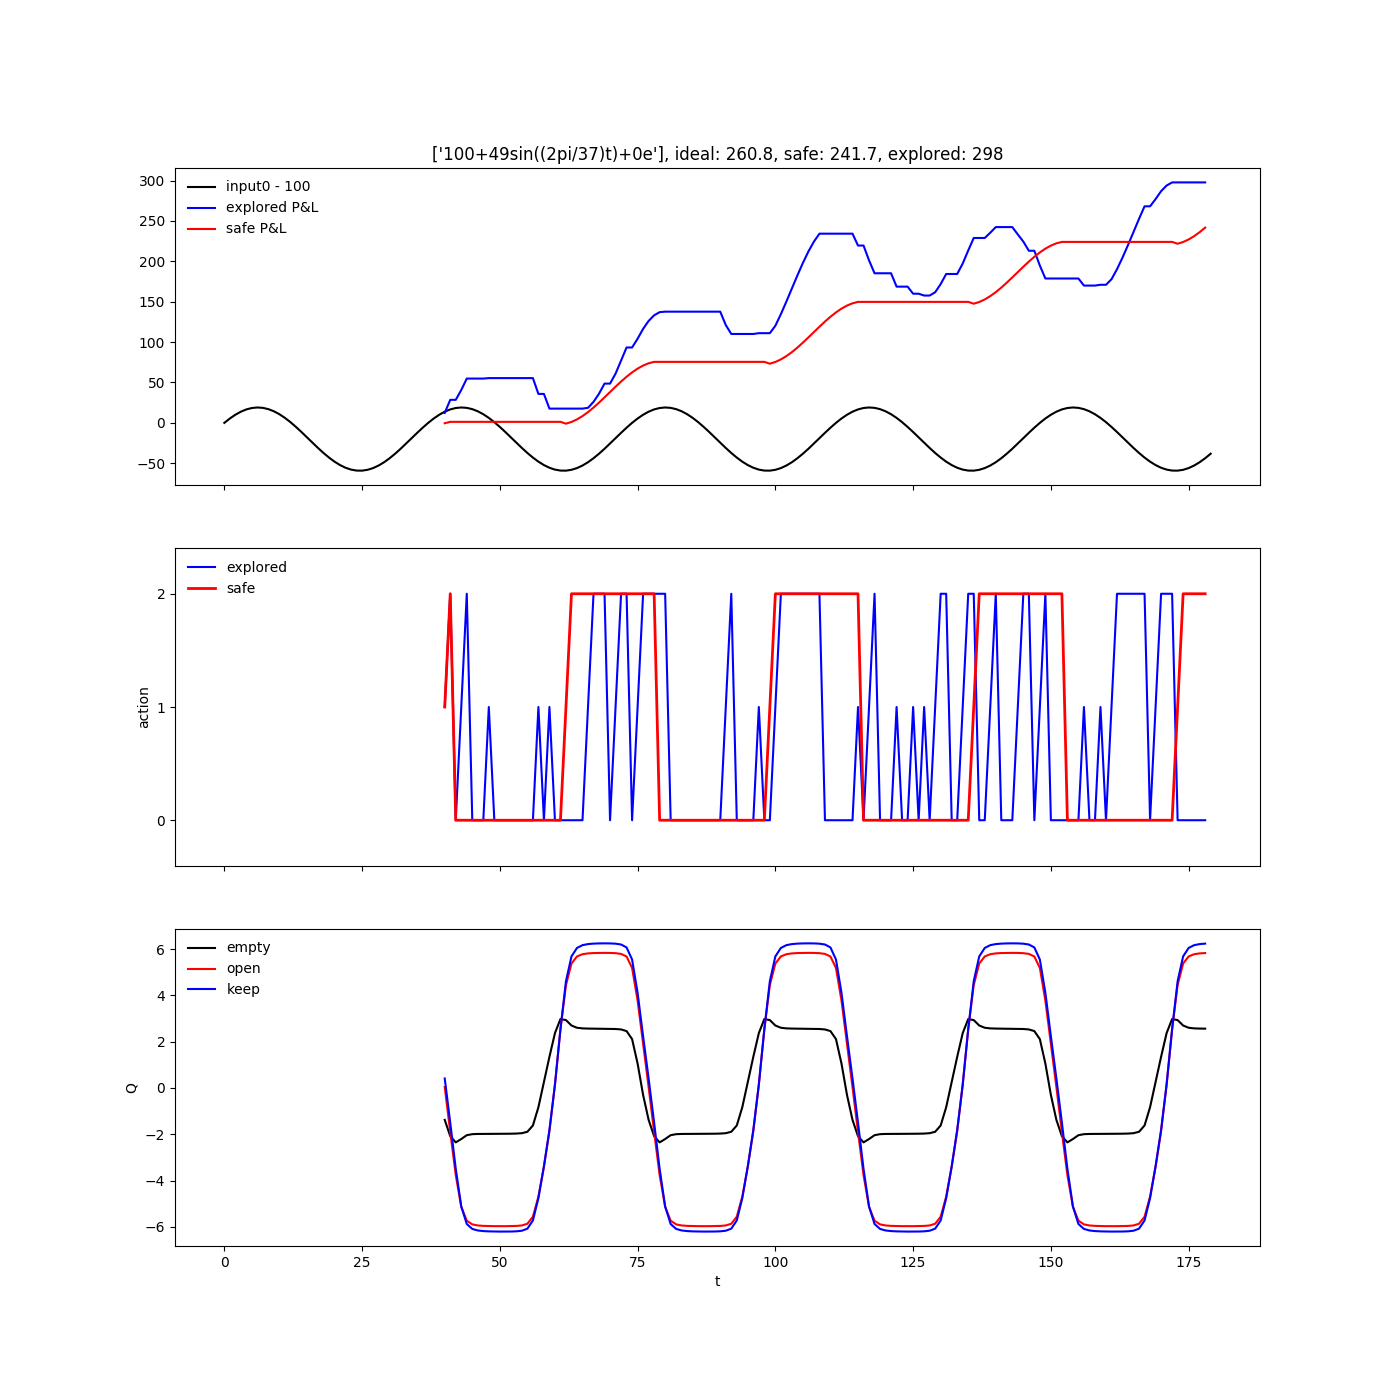 ['100+49sin((2pi/37)t)+0e'], ideal: 260.8, safe: 241.7, explored: 298
300
250
200
150
100
50
0
−50
input0 - 100
explored P&L
safe P&L
action
2
1
0
explored
safe
Q
6
4
2
0
−2
−4
−6
empty
open
keep
0 25 50 75 100 125 150 175
t